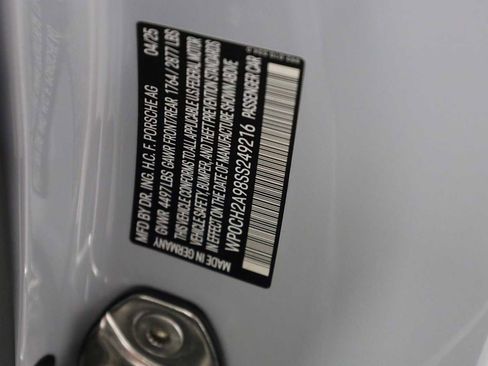 MFD BY DR. ING. H.C. F. PORSCHE AG 04/25
GVWR 4497 LBS GAWR FRONT/REAR 1764/2877 LBS
THIS VEHICLE CONFORMS TO ALL APPLICABLE U.S. FEDERAL MOTOR
VEHICLE SAFETY, BUMPER, AND THEFT PREVENTION STANDARDS
IN EFFECT ON THE DATE OF MANUFACTURE SHOWN ABOVE
WP0CH2A98SS249216 PASSENGER CAR
MADE IN GERMANY